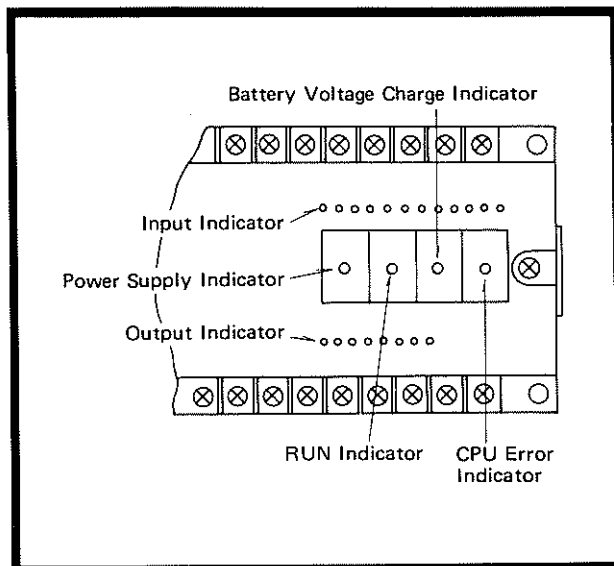 Battery Voltage Charge Indicator
Input Indicator
Power Supply Indicator
Output Indicator
RUN Indicator
CPU Error
Indicator